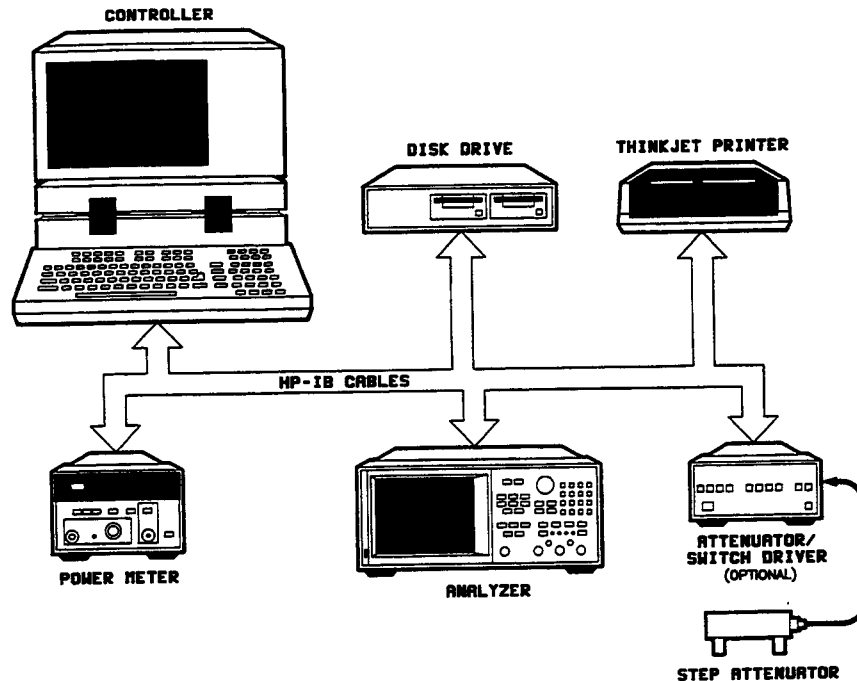 CONTROLLER
DISK DRIVE
THINKJET PRINTER
HP-IB CABLES
POWER METER
ANALYZER
ATTENUATOR/
SWITCH DRIVER
(OPTIONAL)
STEP ATTENUATOR